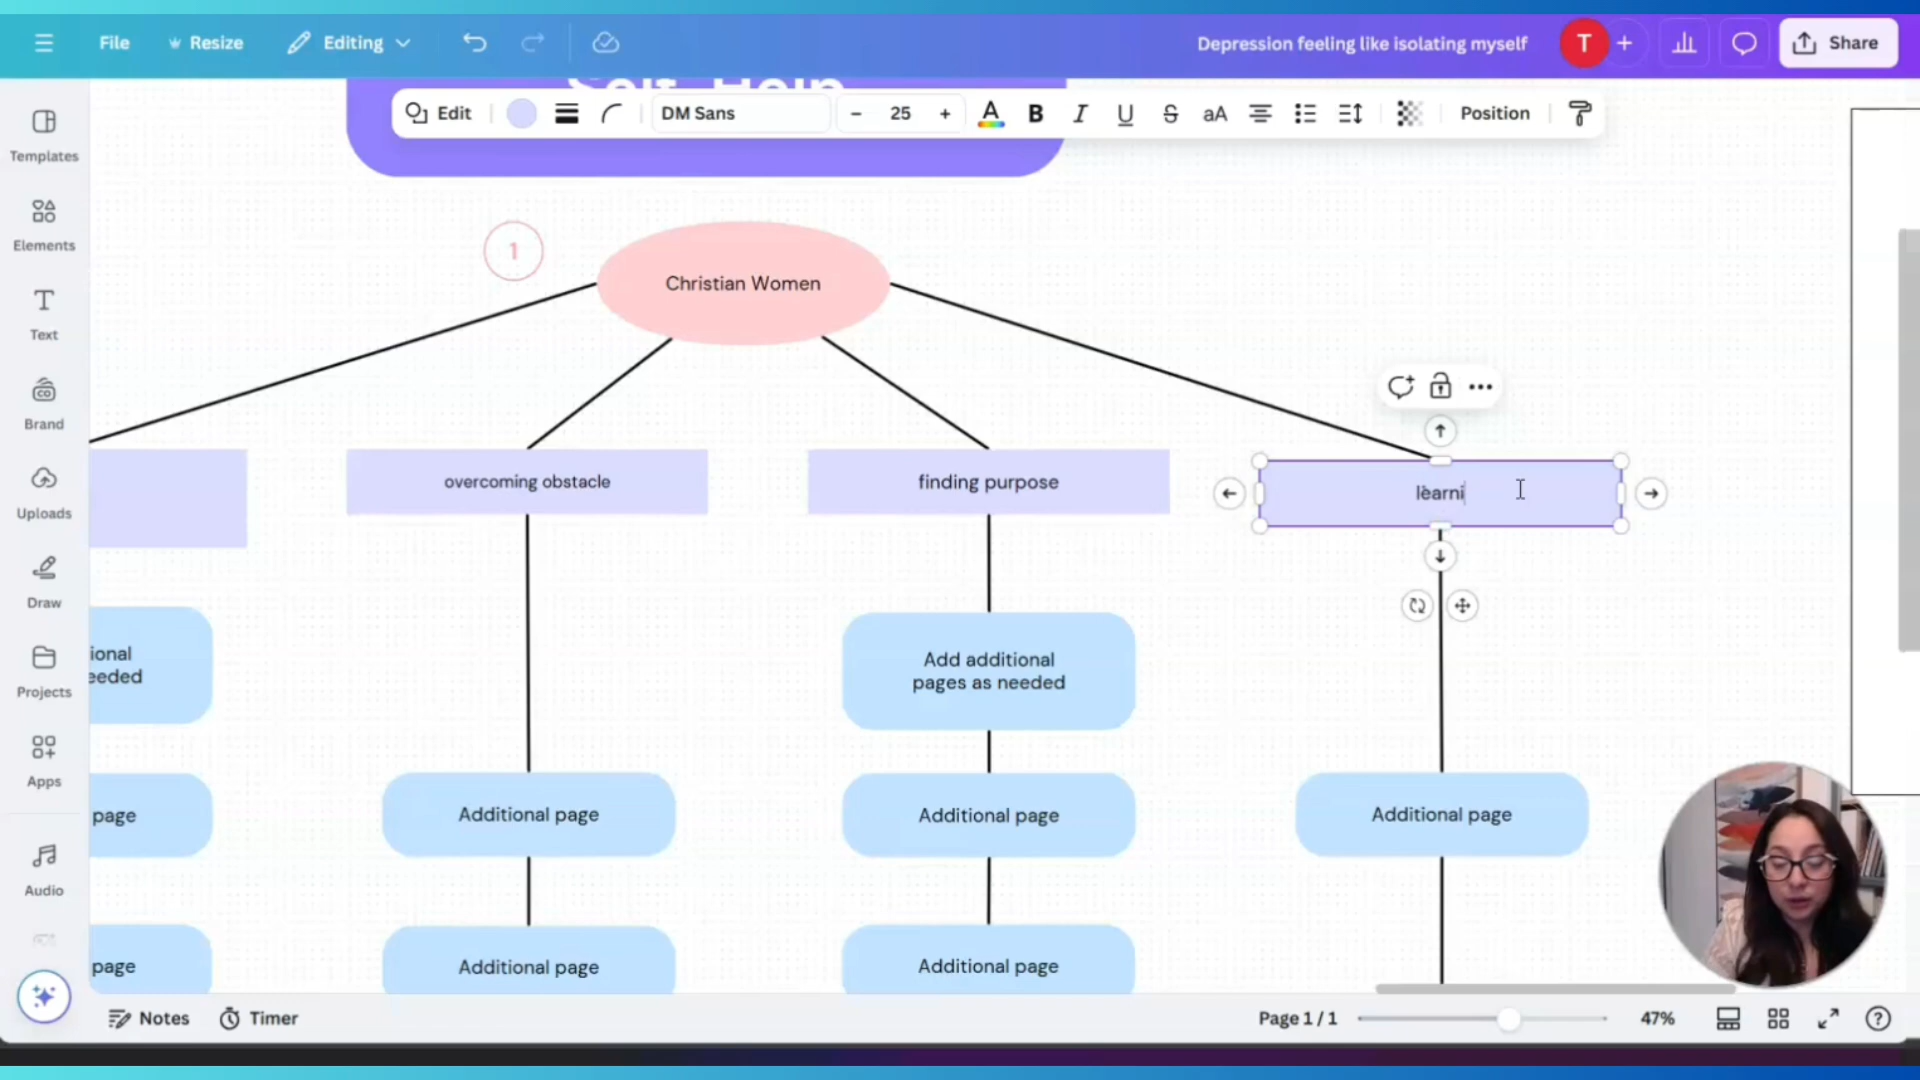 File
Resize
Editing
Depression feeling like isolating myself
T
Share
Edit
DM Sans
25
A
B
I
U
S
aA
Position
Templates
Elements
Text
Brand
Uploads
Draw
Projects
Apps
Audio
1
Christian Women
overcoming obstacle
finding purpose
learni
Add additional
pages as needed
eeded
page
Additional page
Additional page
Additional page
page
Additional page
Additional page
Notes
Timer
Page 1 / 1
47%